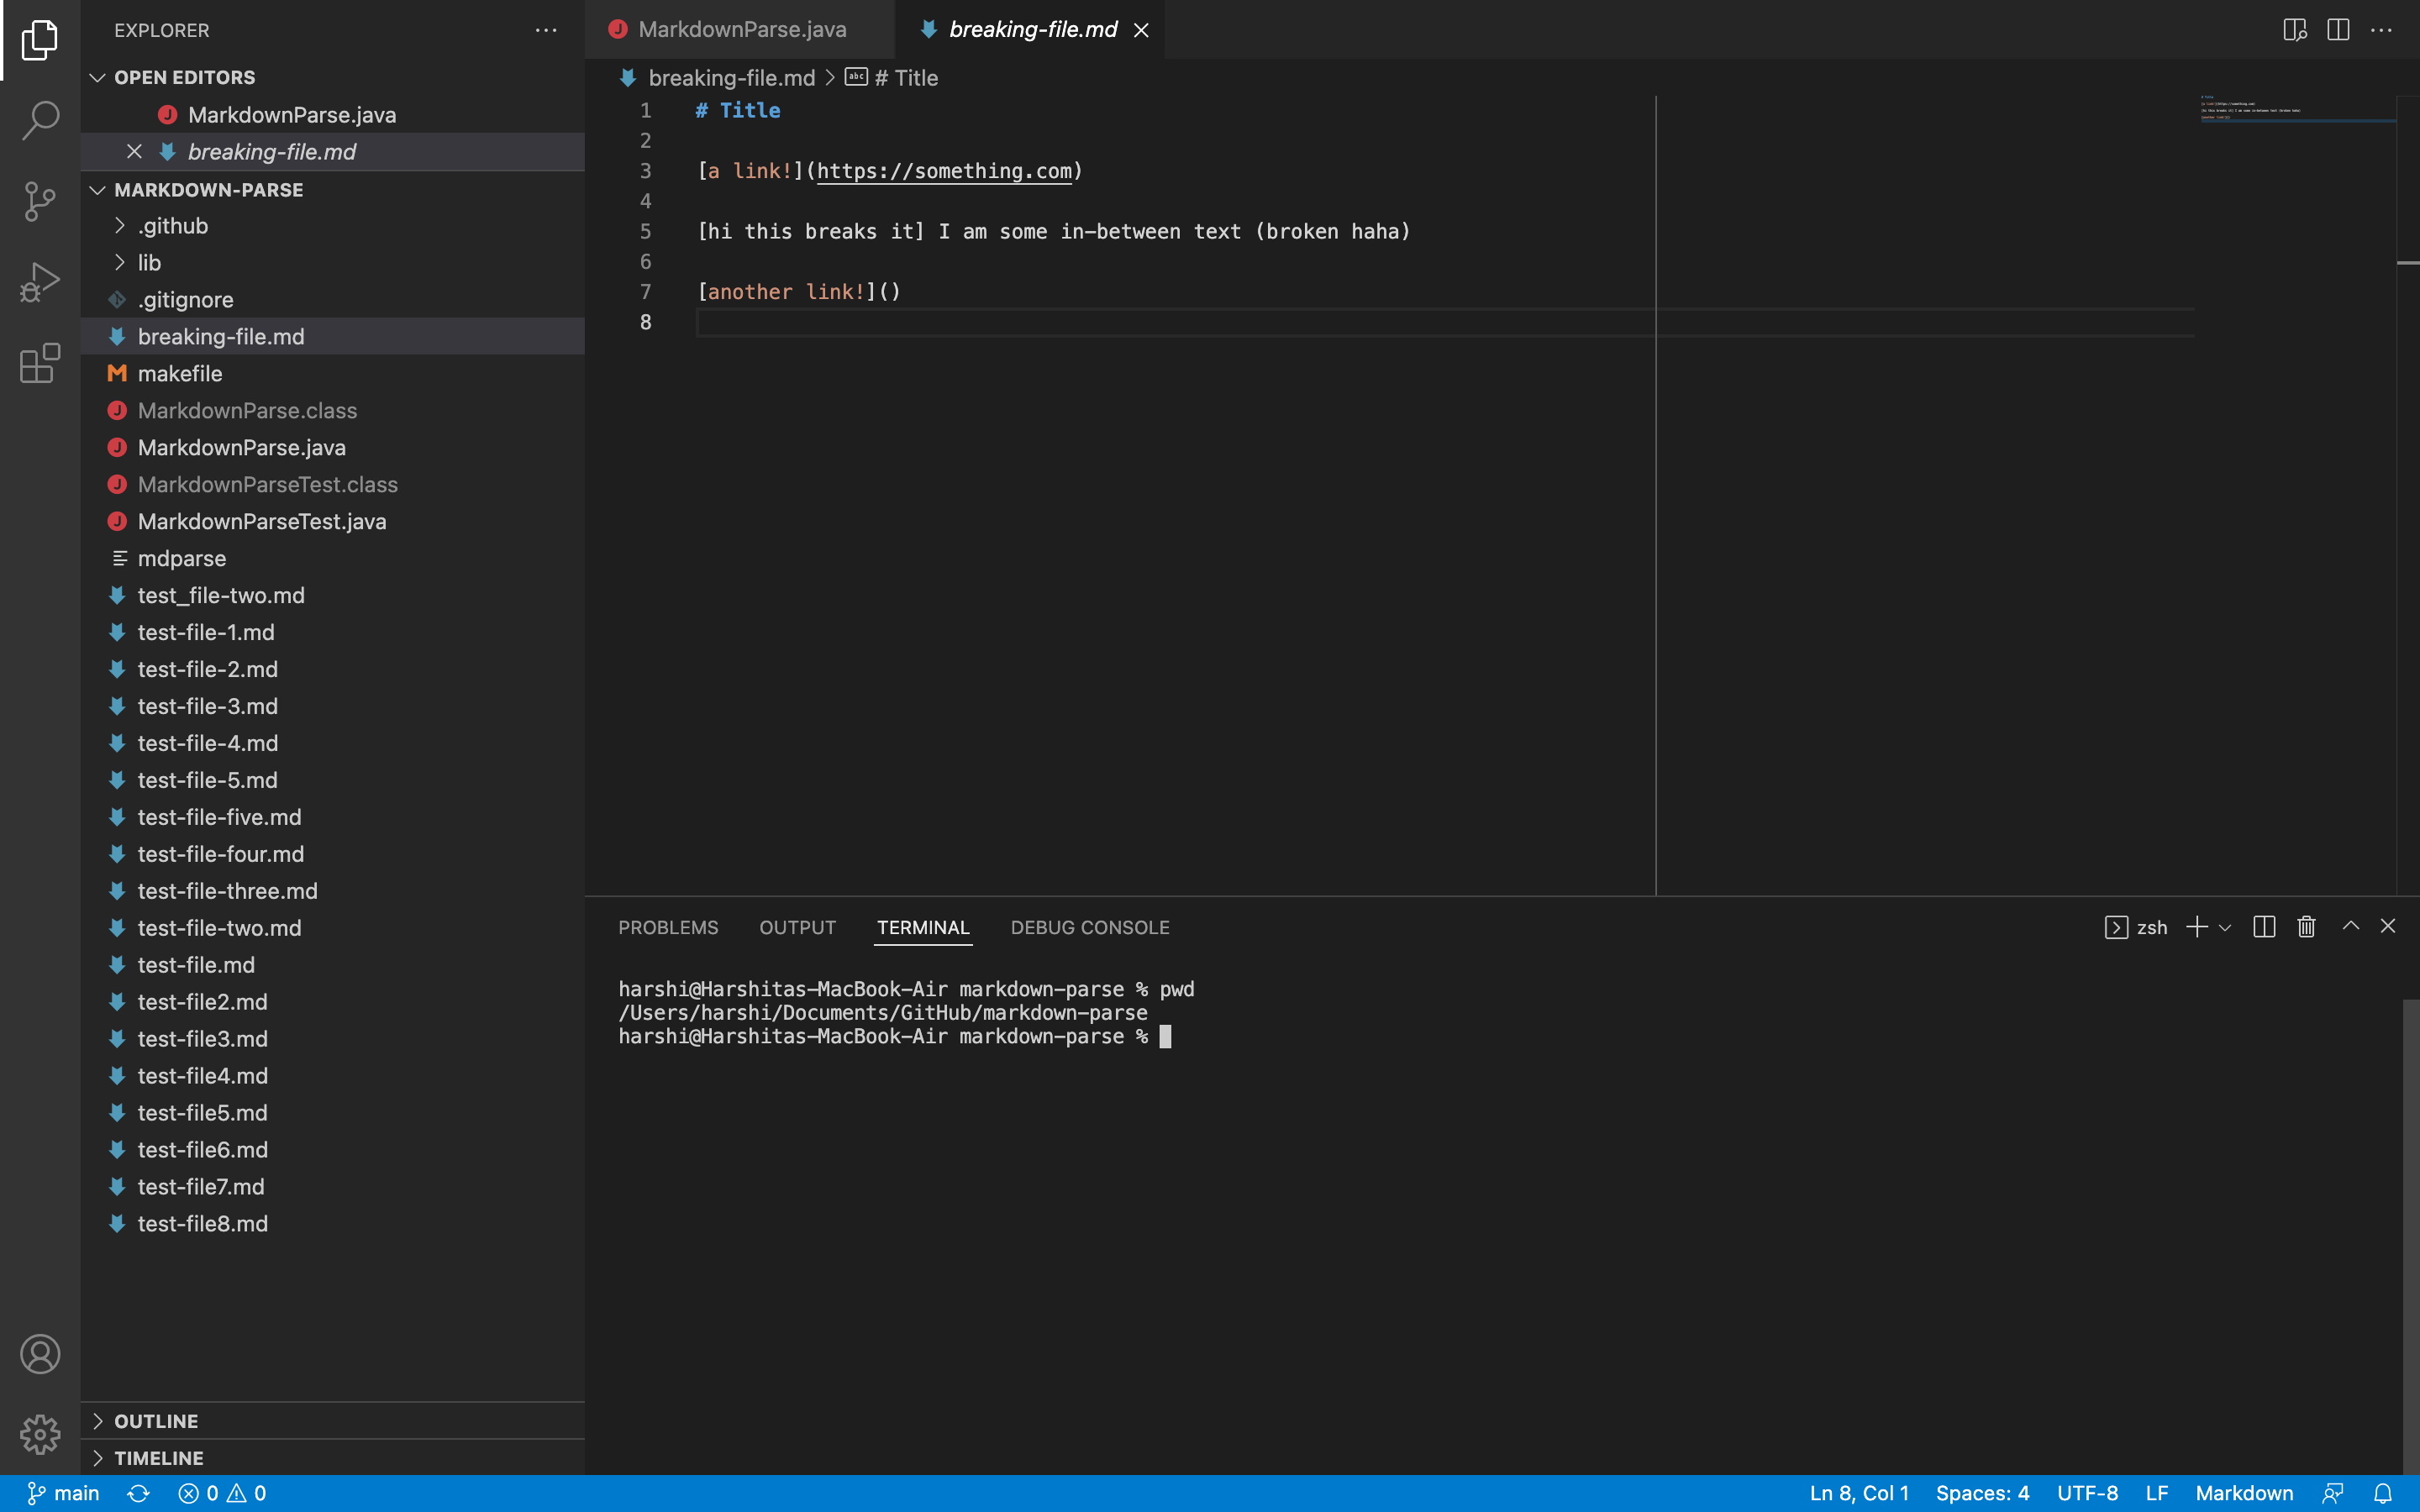 EXPLORER
OPEN EDITORS
MarkdownParse.java
breaking-file.md
MARKDOWN-PARSE
.github
lib
.gitignore
breaking-file.md
makefile
MarkdownParse.class
MarkdownParse.java
MarkdownParseTest.class
MarkdownParseTest.java
mdparse
test_file-two.md
test-file-1.md
test-file-2.md
test-file-3.md
test-file-4.md
test-file-5.md
test-file-five.md
test-file-four.md
test-file-three.md
test-file-two.md
test-file.md
test-file2.md
test-file3.md
test-file4.md
test-file5.md
test-file6.md
test-file7.md
test-file8.md
OUTLINE
TIMELINE
MarkdownParse.java breaking-file.md
breaking-file.md > abc # Title
1 # Title
2
3 [a link!](https://something.com)
4
5 [hi this breaks it] I am some in-between text (broken haha)
6
7 [another link!]()
8
PROBLEMS OUTPUT TERMINAL DEBUG CONSOLE zsh
harshi@Harshitas-MacBook-Air markdown-parse % pwd
/Users/harshi/Documents/GitHub/markdown-parse
harshi@Harshitas-MacBook-Air markdown-parse %
main 0 0 Ln 8, Col 1 Spaces: 4 UTF-8 LF Markdown